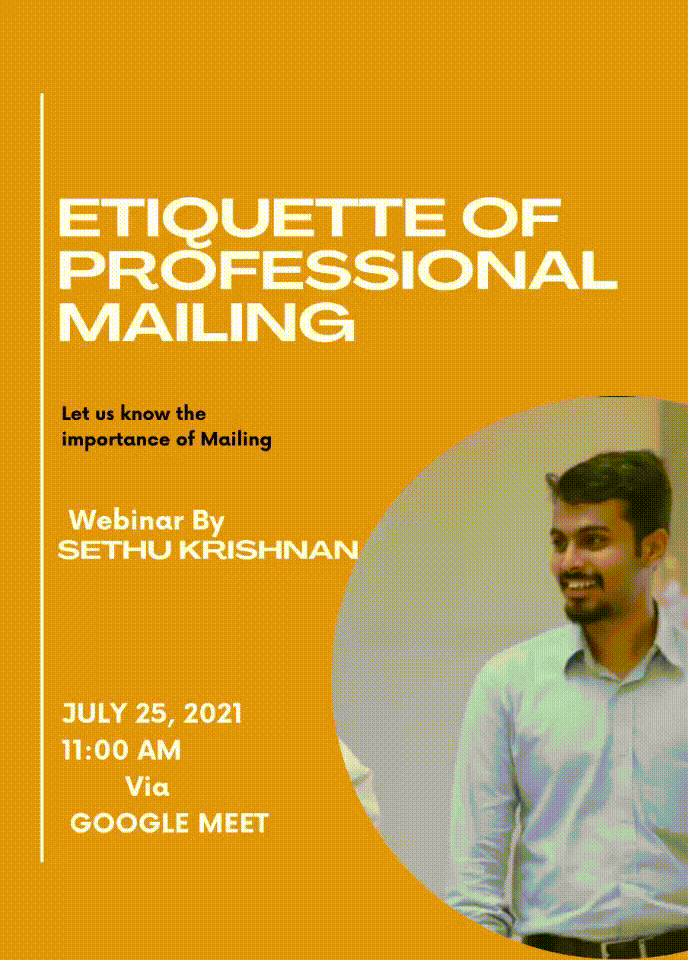 ETIQUETTE OF
PROFESSIONAL
MAILING
Let us know the
importance of Mailing
Webinar By
SETHU KRISHNAN
JULY 25, 2021
11:00 AM
Via
GOOGLE MEET